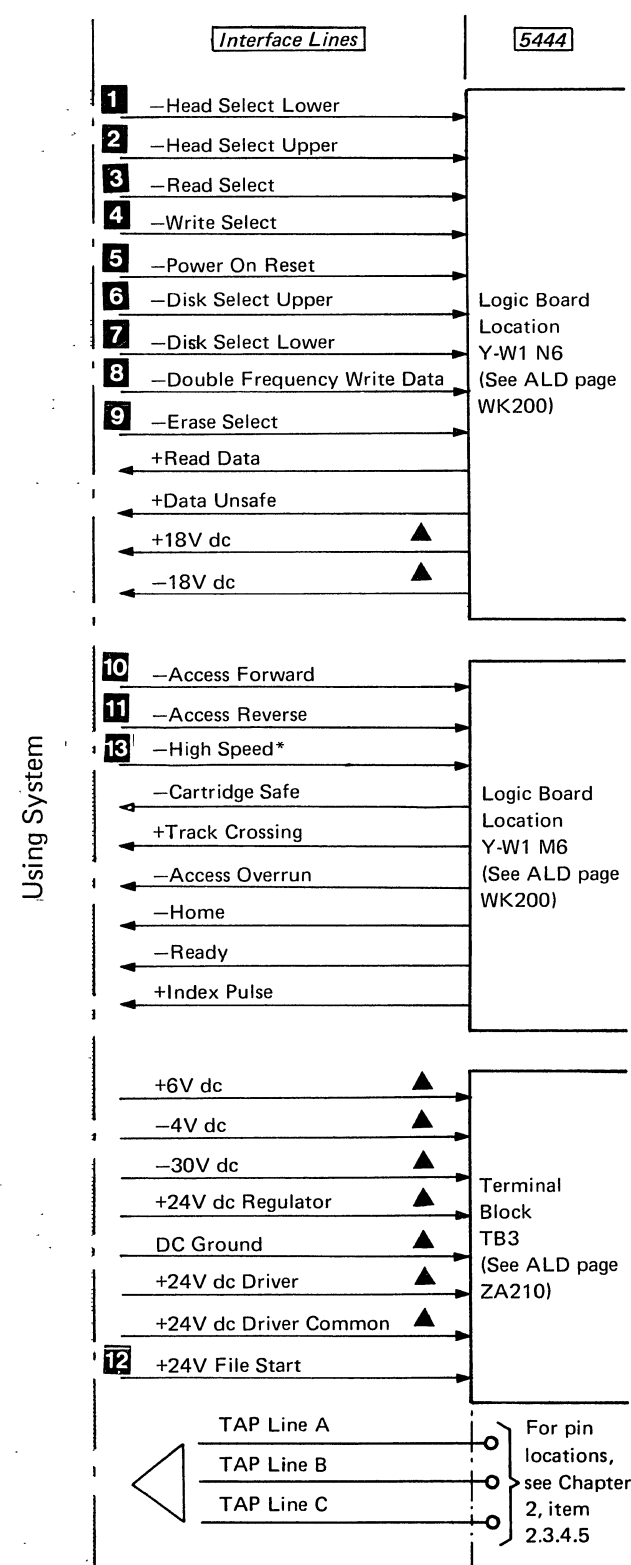 Interface Lines 5444
1 −Head Select Lower
2 −Head Select Upper
3 −Read Select
4 −Write Select
5 −Power On Reset
6 −Disk Select Upper
7 −Disk Select Lower
8 −Double Frequency Write Data
9 −Erase Select
+Read Data
+Data Unsafe
+18V dc ▲
−18V dc ▲
Logic Board
Location
Y-W1 N6
(See ALD page
WK200)
Using System
10 −Access Forward
11 −Access Reverse
13 −High Speed*
−Cartridge Safe
+Track Crossing
−Access Overrun
−Home
−Ready
+Index Pulse
Logic Board
Location
Y-W1 M6
(See ALD page
WK200)
+6V dc ▲
−4V dc ▲
−30V dc ▲
+24V dc Regulator ▲
DC Ground ▲
+24V dc Driver ▲
+24V dc Driver Common ▲
12 +24V File Start
Terminal
Block
TB3
(See ALD page
ZA210)
TAP Line A
TAP Line B
TAP Line C
For pin
locations,
see Chapter
2, item
2.3.4.5